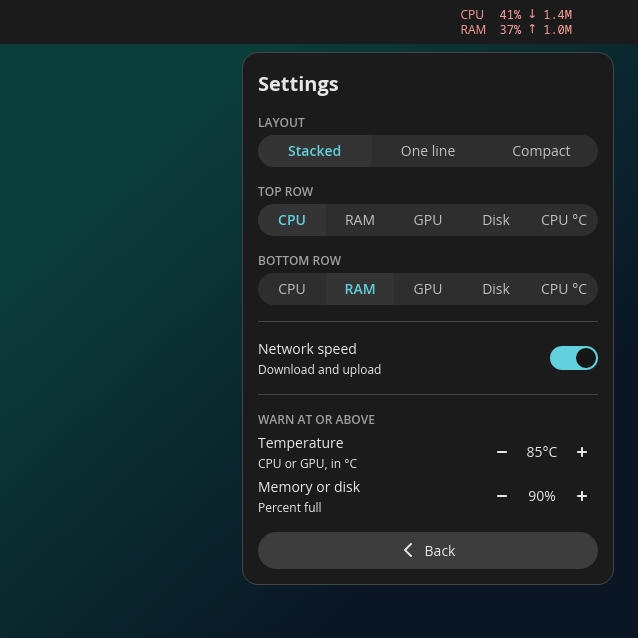 CPU 41% ↓ 1.4M
RAM 37% ↑ 1.0M
Settings
LAYOUT
Stacked One line Compact
TOP ROW
CPU RAM GPU Disk CPU °C
BOTTOM ROW
CPU RAM GPU Disk CPU °C
Network speed
Download and upload
WARN AT OR ABOVE
Temperature
CPU or GPU, in °C
− 85°C +
Memory or disk
Percent full
− 90% +
Back